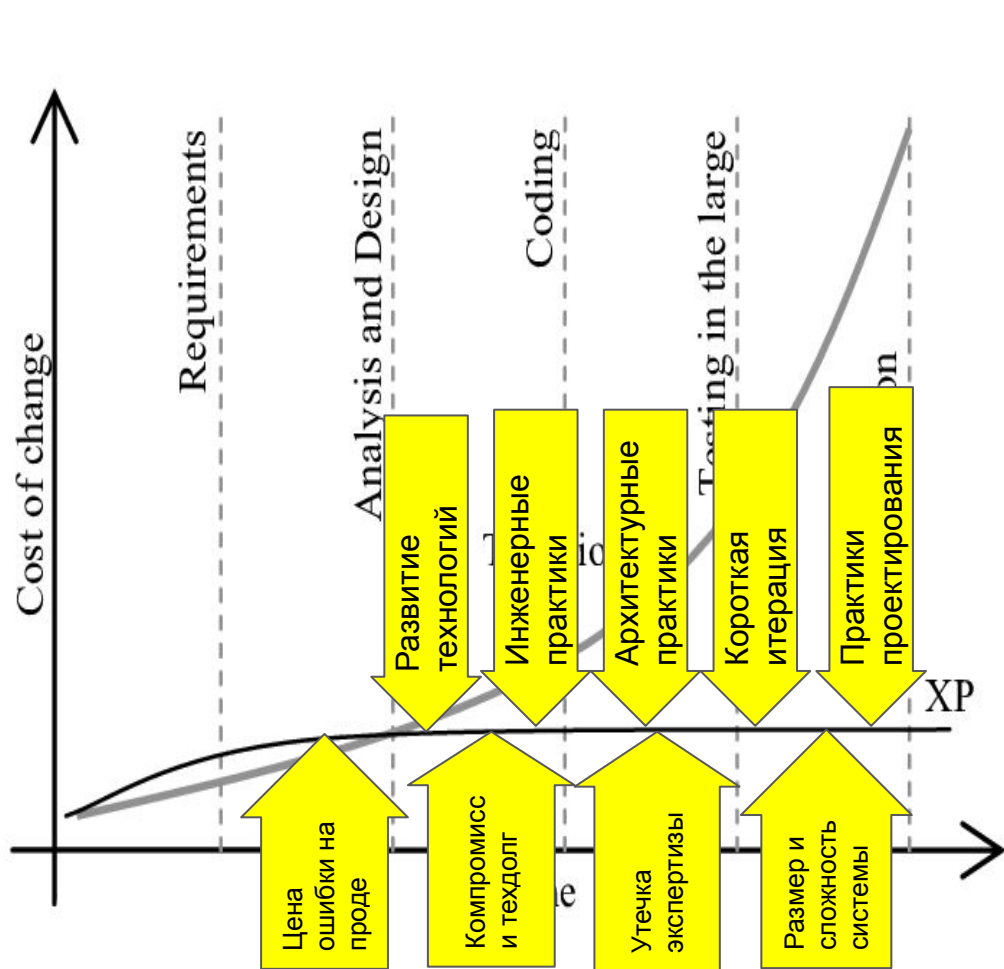 Cost of change
Requirements
Analysis and Design
Coding
Testing in the large
Развитие
технологий
Инженерные
практики
Архитектурные
практики
Короткая
итерация
Практики
проектирования
XP
Цена
ошибки на
проде
Компромисс
и техдолг
Утечка
экспертизы
Размер и
сложность
системы